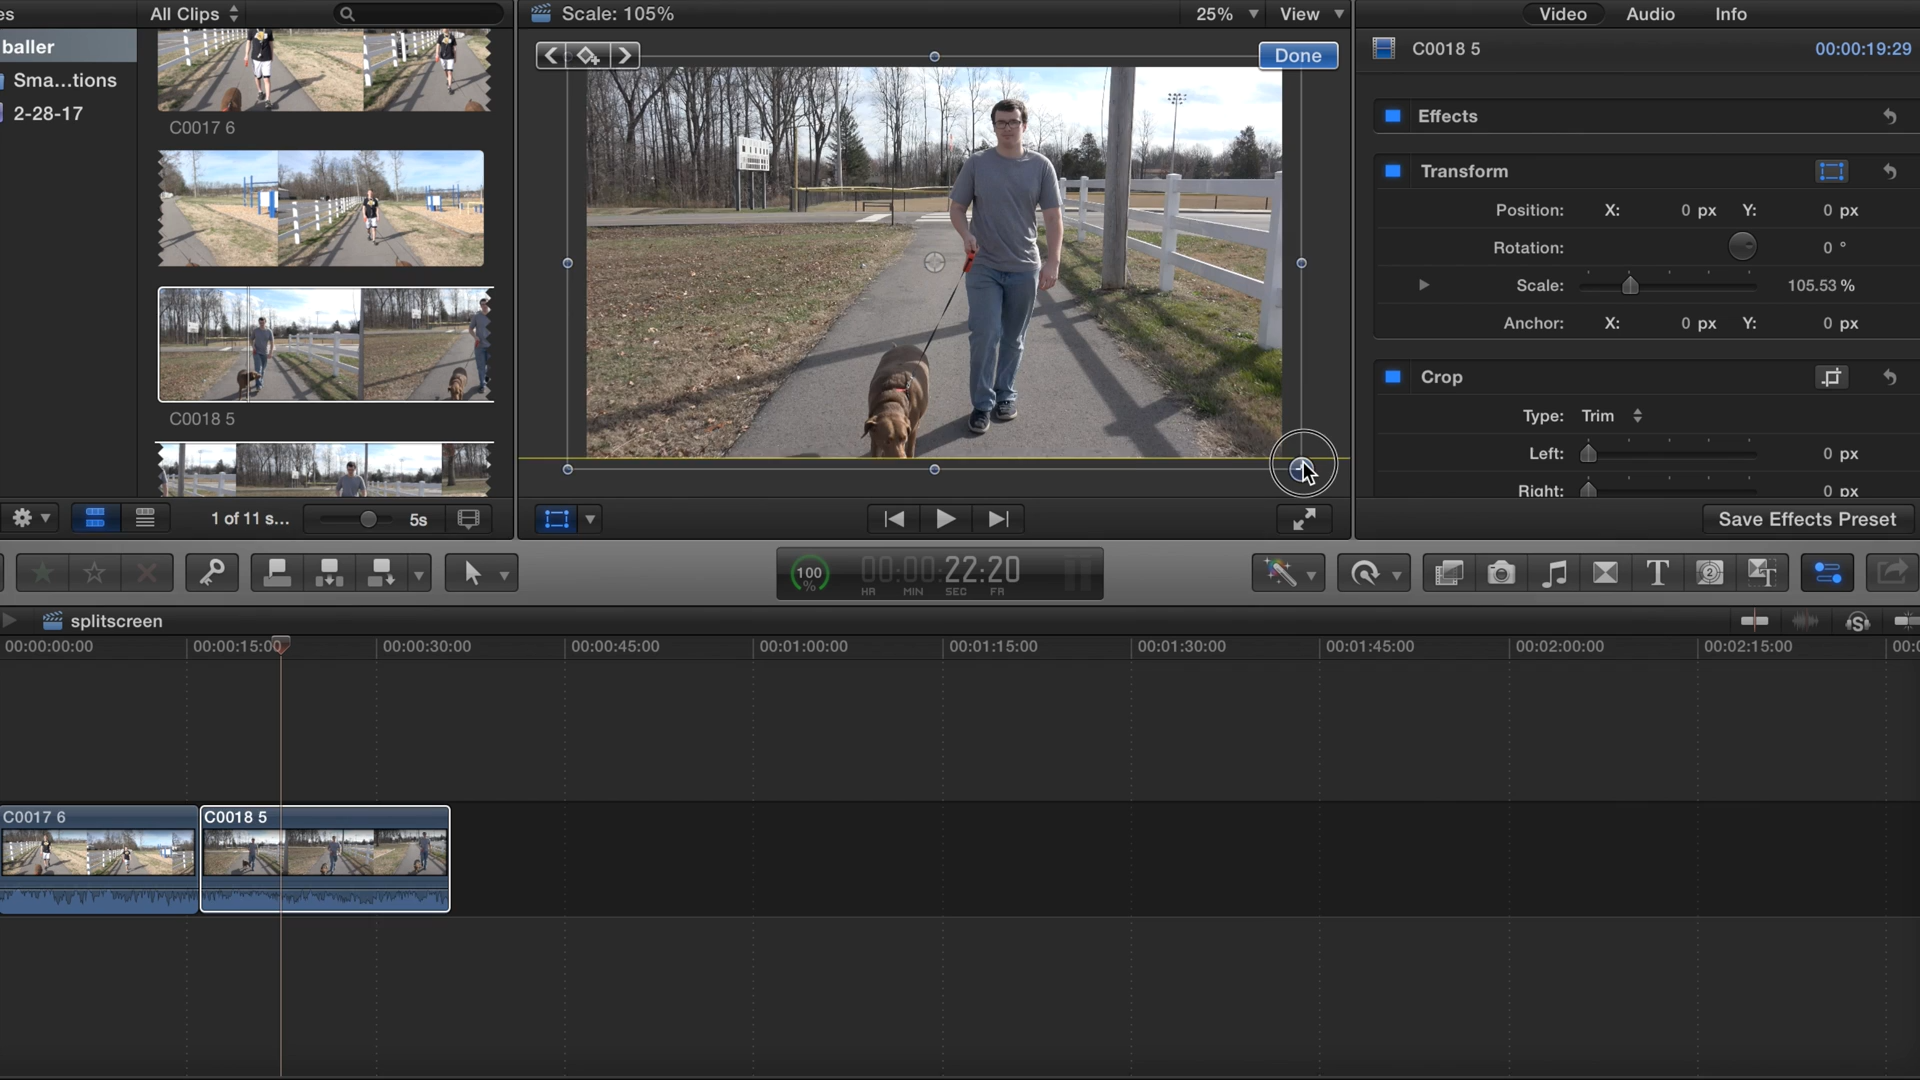 es
All Clips
Scale: 105%
25%
View
Video
Audio
Info
baller
Sma...tions
2-28-17
C0017 6
C0018 5
Done
C0018 5
00:00:19:29
Effects
Transform
Position: X: 0 px Y: 0 px
Rotation: 0 °
Scale: 105.53 %
Anchor: X: 0 px Y: 0 px
Crop
Type: Trim
Left: 0 px
Right: 0 px
1 of 11 s...
5s
Save Effects Preset
100 %
00:00:22:20
HR MIN SEC FR
splitscreen
00:00:00:00
00:00:15:00
00:00:30:00
00:00:45:00
00:01:00:00
00:01:15:00
00:01:30:00
00:01:45:00
00:02:00:00
00:02:15:00
C0017 6
C0018 5